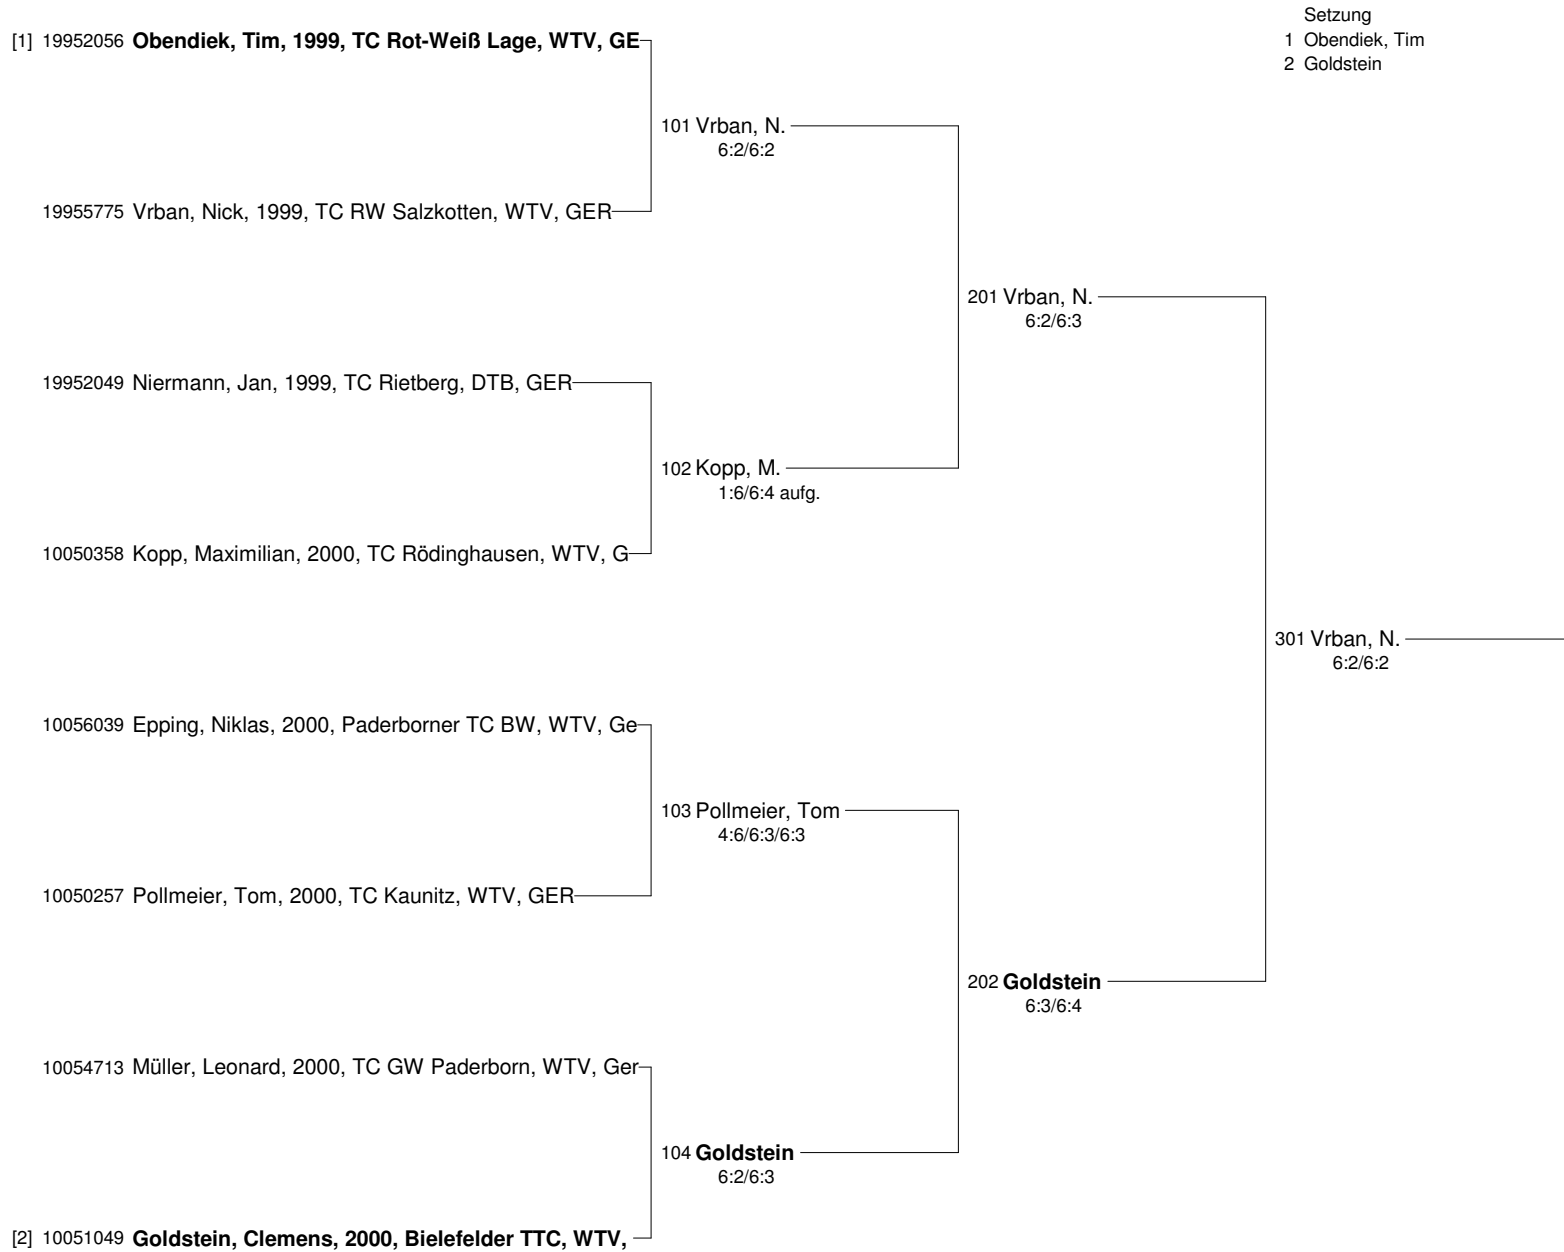 Setzung
1 Obendiek, Tim
2 Goldstein
[1] 19952056 Obendiek, Tim, 1999, TC Rot-Weiß Lage, WTV, GE
101 Vrban, N.
6:2/6:2
19955775 Vrban, Nick, 1999, TC RW Salzkotten, WTV, GER
201 Vrban, N.
6:2/6:3
19952049 Niermann, Jan, 1999, TC Rietberg, DTB, GER
102 Kopp, M.
1:6/6:4 aufg.
10050358 Kopp, Maximilian, 2000, TC Rödinghausen, WTV, G
301 Vrban, N.
6:2/6:2
10056039 Epping, Niklas, 2000, Paderborner TC BW, WTV, Ge
103 Pollmeier, Tom
4:6/6:3/6:3
10050257 Pollmeier, Tom, 2000, TC Kaunitz, WTV, GER
202 Goldstein
6:3/6:4
10054713 Müller, Leonard, 2000, TC GW Paderborn, WTV, Ger
104 Goldstein
6:2/6:3
[2] 10051049 Goldstein, Clemens, 2000, Bielefelder TTC, WTV,